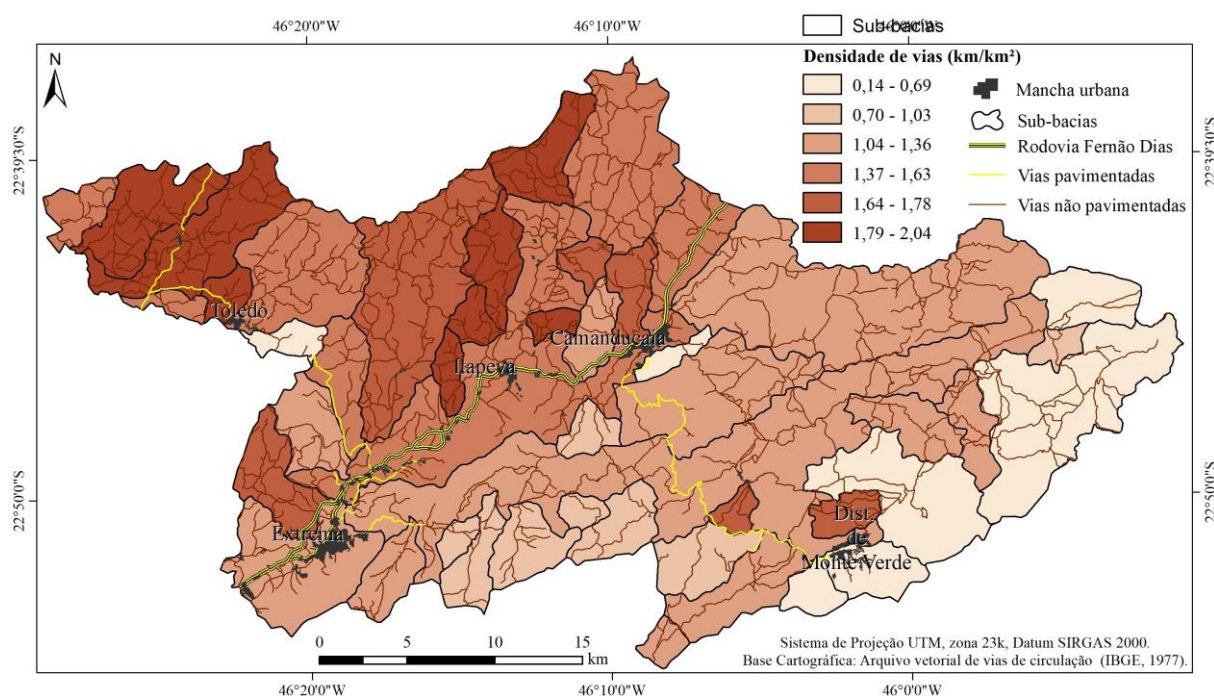 46°20'0"W
46°10'0"W
46°0'0"W
Sub-bacias
Densidade de vias (km/km²)
0,14 - 0,69
0,70 - 1,03
1,04 - 1,36
1,37 - 1,63
1,64 - 1,78
1,79 - 2,04
Mancha urbana
Sub-bacias
Rodovia Fernão Dias
Vias pavimentadas
Vias não pavimentadas
N
22°39'30"S
22°39'30"S
Toledo
Camanducaia
Itapeva
22°50'0"S
22°50'0"S
Extrema
Dist.
de
Monte Verde
0 5 10 15
km
Sistema de Projeção UTM, zona 23k, Datum SIRGAS 2000.
Base Cartográfica: Arquivo vetorial de vias de circulação (IBGE, 1977).
46°20'0"W
46°10'0"W
46°0'0"W